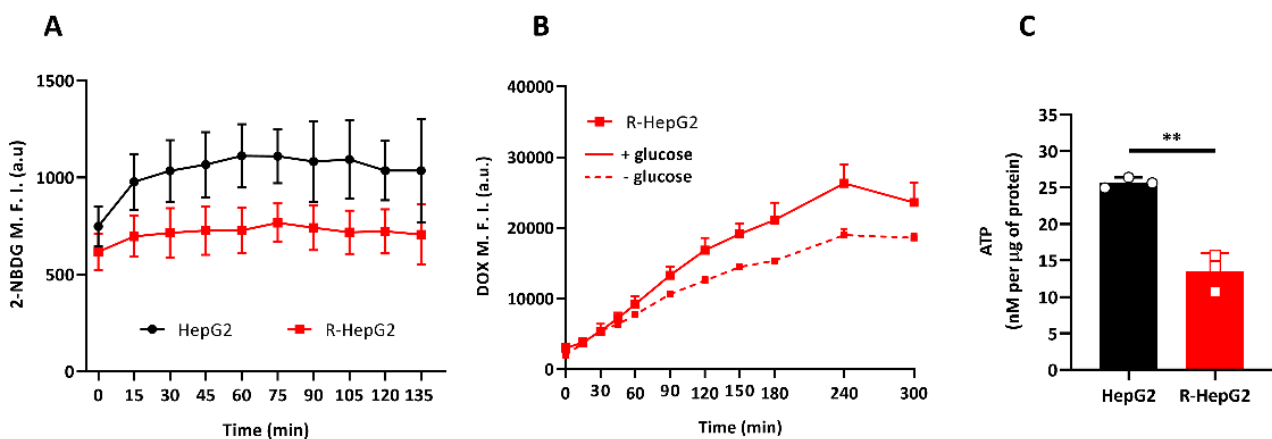 A
2-NBDG M. F. I. (a.u)
1500
1000
500
0
HepG2
R-HepG2
0 15 30 45 60 75 90 105 120 135
Time (min)
B
DOX M. F. I. (a.u.)
40000
30000
20000
10000
0
R-HepG2
+ glucose
- glucose
0 30 60 90 120 150 180 240 300
Time (min)
C
ATP
(nM per µg of protein)
35
30
25
20
15
10
5
0
**
HepG2 R-HepG2